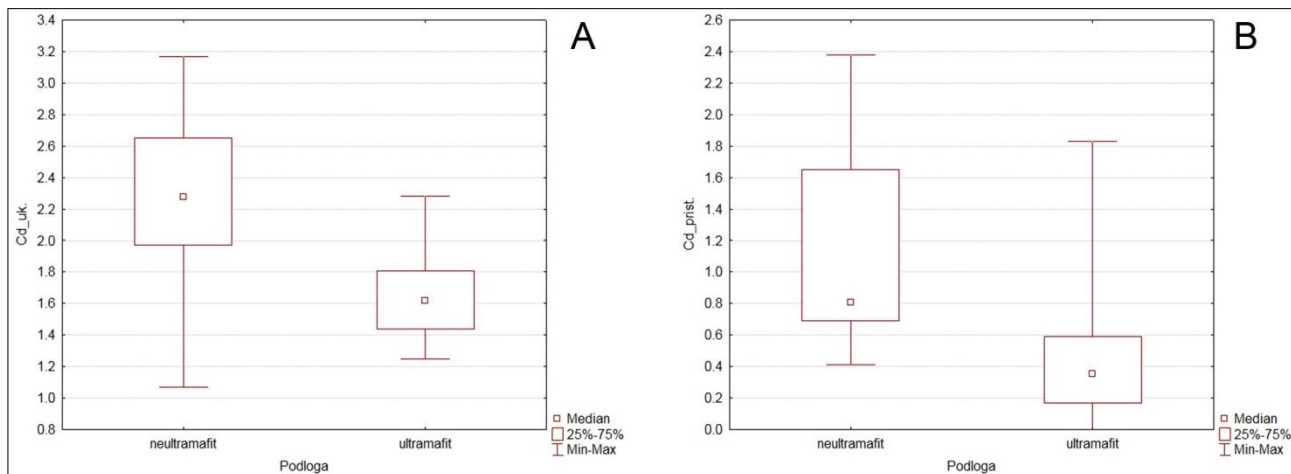 A
3.4
3.2
3.0
2.8
2.6
2.4
2.2
2.0
1.8
1.6
1.4
1.2
1.0
0.8
Cd_uk.
neultramafit
ultramafit
Podloga
Median
25%-75%
Min-Max
B
2.6
2.4
2.2
2.0
1.8
1.6
1.4
1.2
1.0
0.8
0.6
0.4
0.2
0.0
Cd_prist.
neultramafit
ultramafit
Podloga
Median
25%-75%
Min-Max